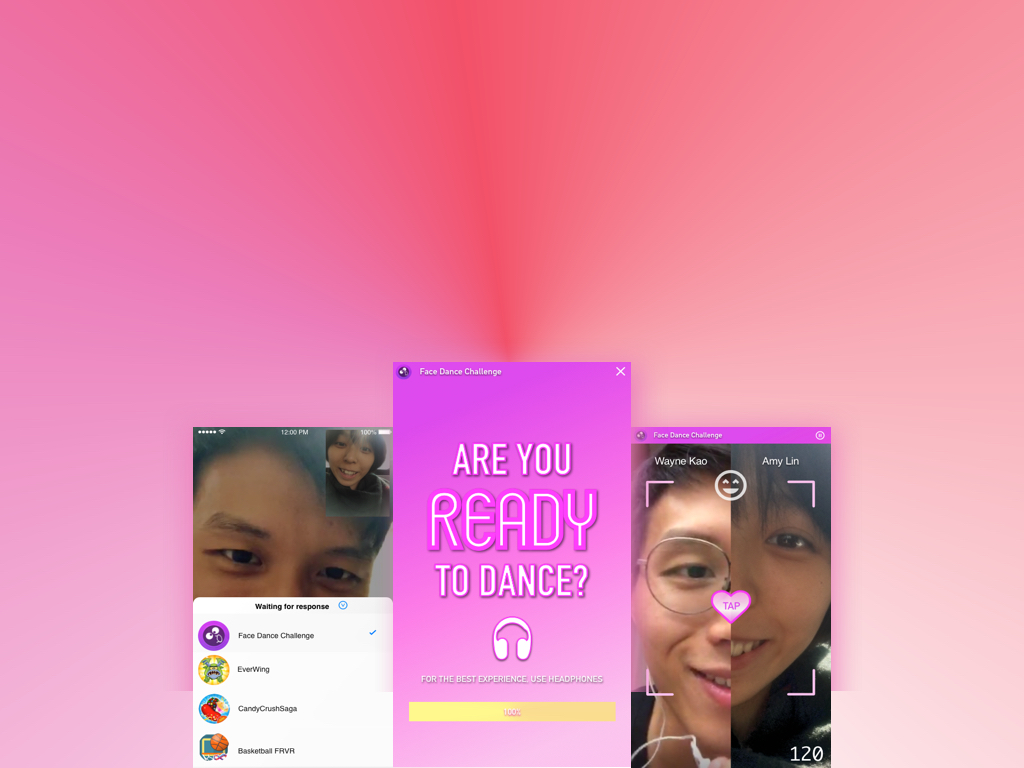 12:00 PM 100%
Waiting for response
Face Dance Challenge
EverWing
CandyCrushSaga
Basketball FRVR
Face Dance Challenge
ARE YOU
READY
TO DANCE?
FOR THE BEST EXPERIENCE, USE HEADPHONES
100%
Face Dance Challenge
Wayne Kao Amy Lin
TAP
120